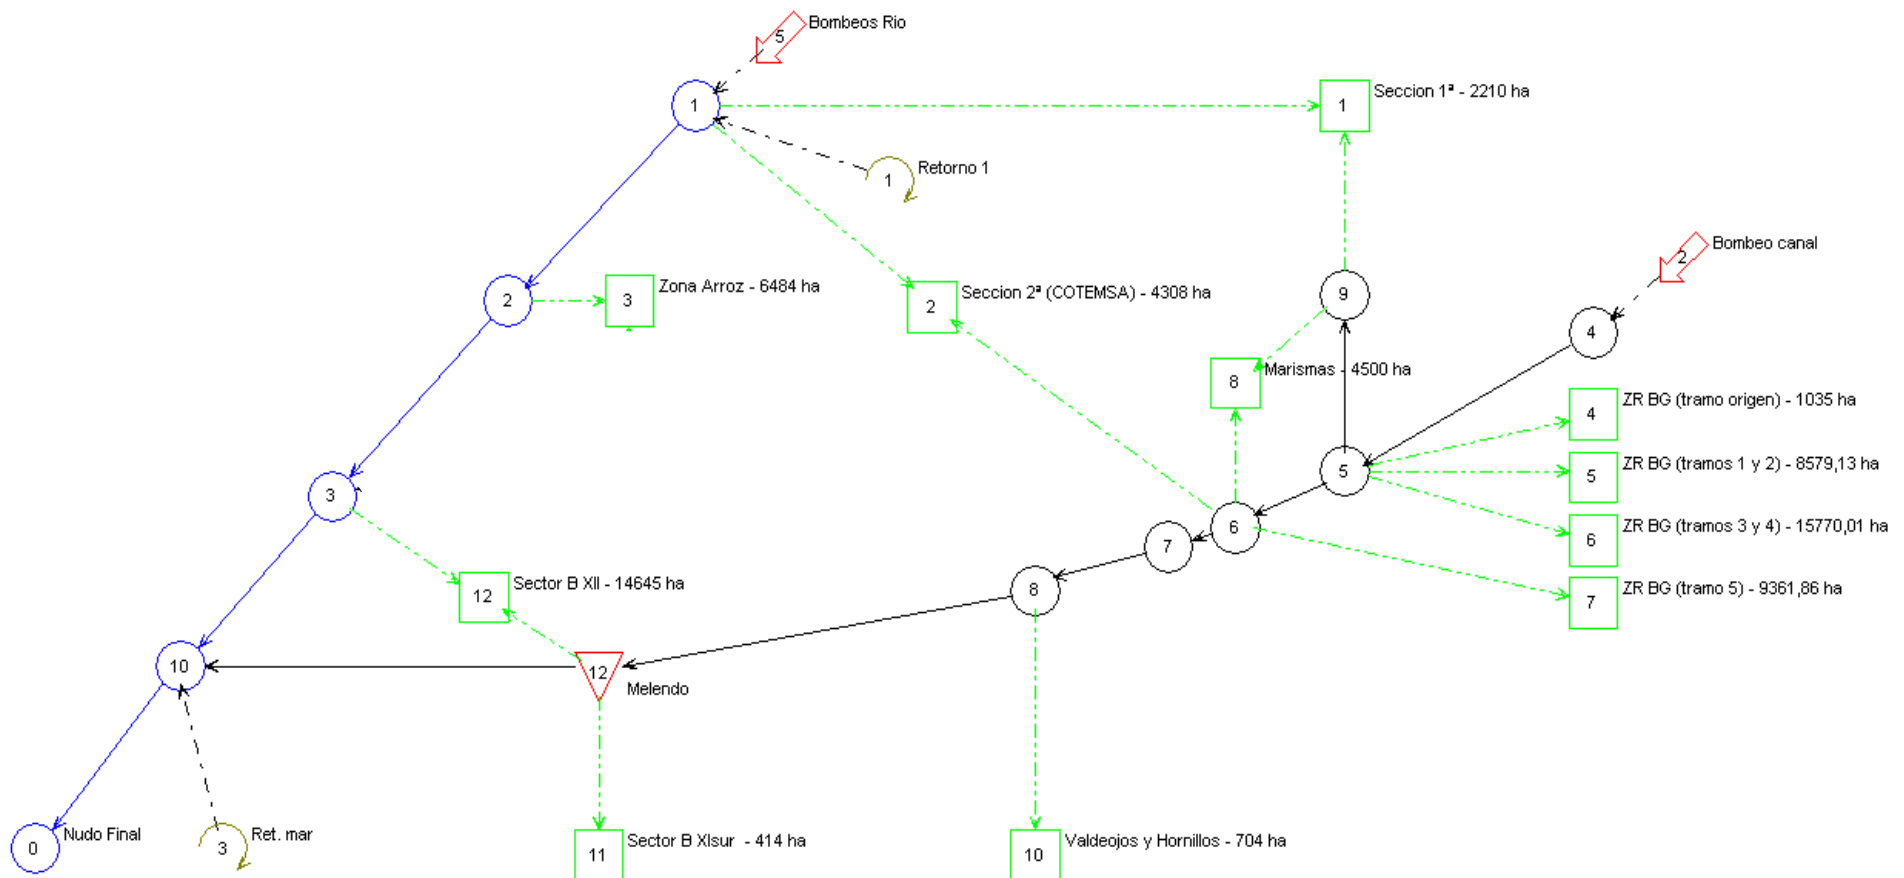 5 Bombeos Rio
1
1 Seccion 1ª - 2210 ha
1 Retorno 1
2 Bombeo canal
2
3 Zona Arroz - 6484 ha
2 Seccion 2ª (COTEMSA) - 4308 ha
9
4
8 Marismas - 4500 ha
4 ZR BG (tramo origen) - 1035 ha
5
5 ZR BG (tramos 1 y 2) - 8579,13 ha
3
6
6 ZR BG (tramos 3 y 4) - 15770,01 ha
7
8
12 Sector B XII - 14645 ha
7 ZR BG (tramo 5) - 9361,86 ha
10
12
Melendo
0 Nudo Final
3 Ret. mar
11 Sector B XIsur - 414 ha
10 Valdeojos y Hornillos - 704 ha